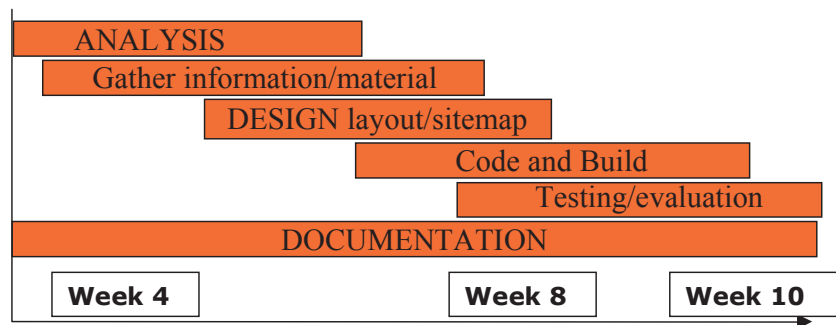 ANALYSIS
Gather information/material
DESIGN layout/sitemap
Code and Build
Testing/evaluation
DOCUMENTATION
Week 4
Week 8
Week 10